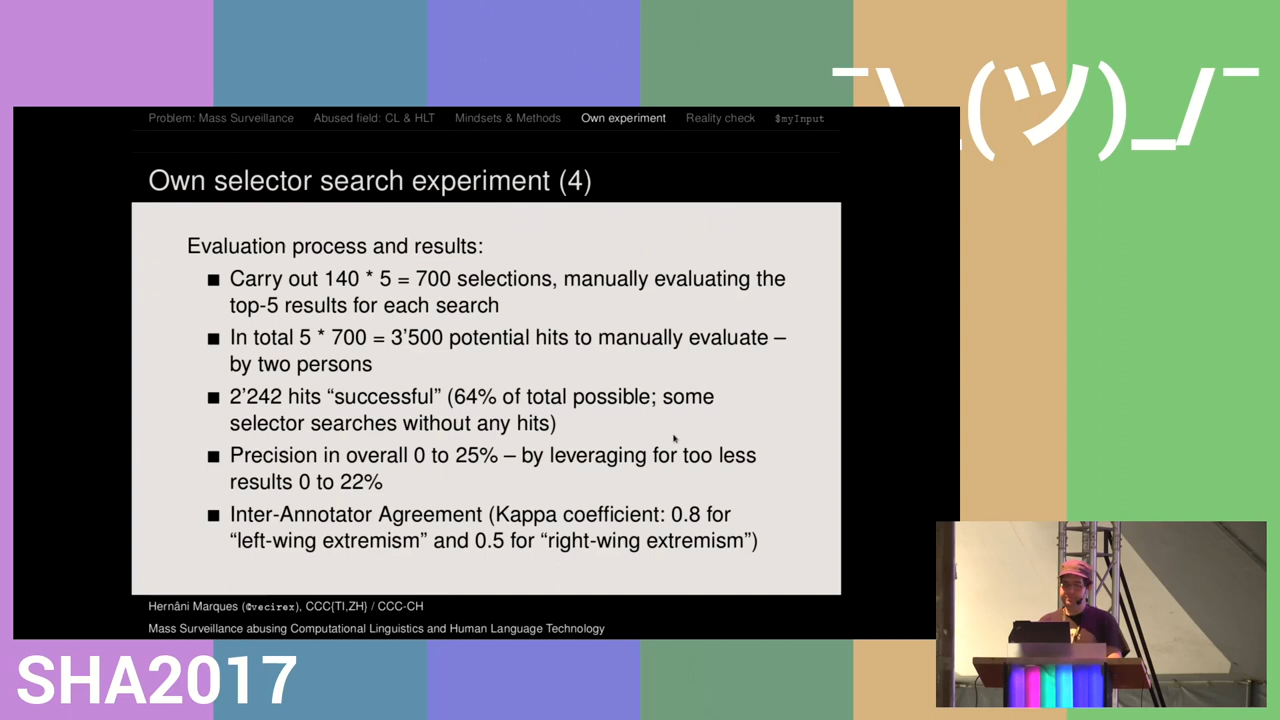 ¯\_(ツ)_/¯
Problem: Mass Surveillance Abused field: CL & HLT Mindsets & Methods Own experiment Reality check $myInput
Own selector search experiment (4)
Evaluation process and results:
■ Carry out 140 * 5 = 700 selections, manually evaluating the
top-5 results for each search
■ In total 5 * 700 = 3’500 potential hits to manually evaluate –
by two persons
■ 2’242 hits “successful” (64% of total possible; some
selector searches without any hits)
■ Precision in overall 0 to 25% – by leveraging for too less
results 0 to 22%
■ Inter-Annotator Agreement (Kappa coefficient: 0.8 for
“left-wing extremism” and 0.5 for “right-wing extremism”)
Hernâni Marques (@vecirex), CCC{TI,ZH} / CCC-CH
Mass Surveillance abusing Computational Linguistics and Human Language Technology
SHA2017